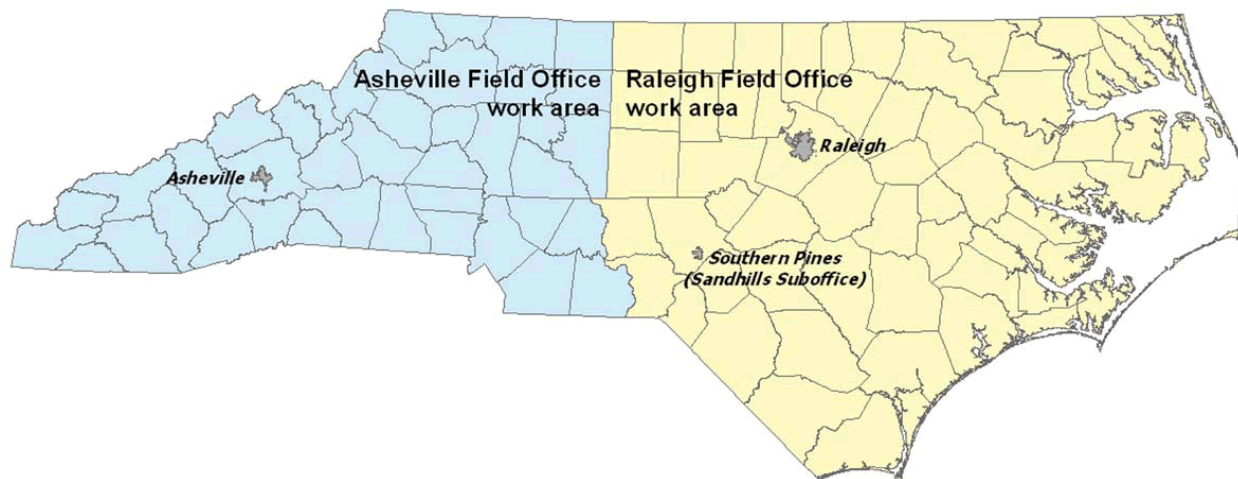 Asheville Field Office
work area
Raleigh Field Office
work area
Raleigh
Asheville
Southern Pines
(Sandhills Suboffice)